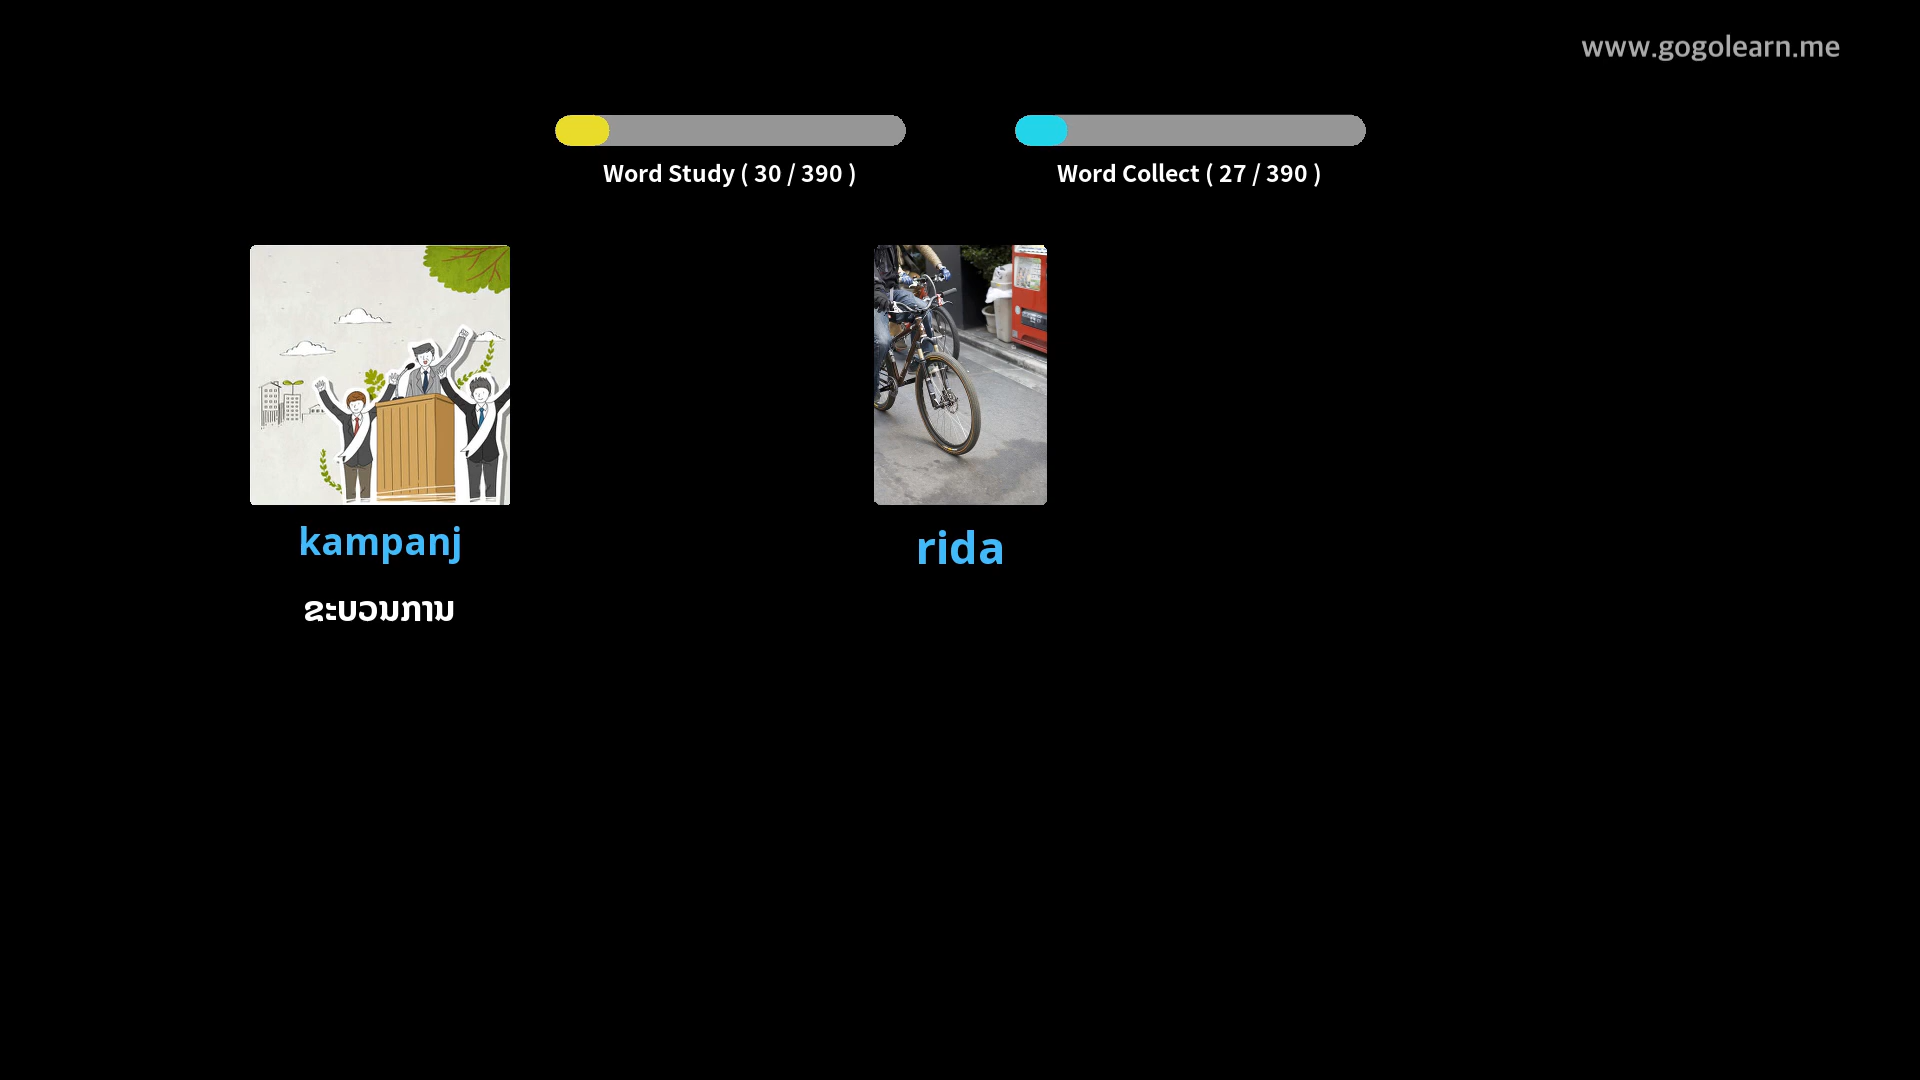 www.gogolearn.me
Word Study ( 30 / 390 )
Word Collect ( 27 / 390 )
kampanj
rida
ຂະບວນການ